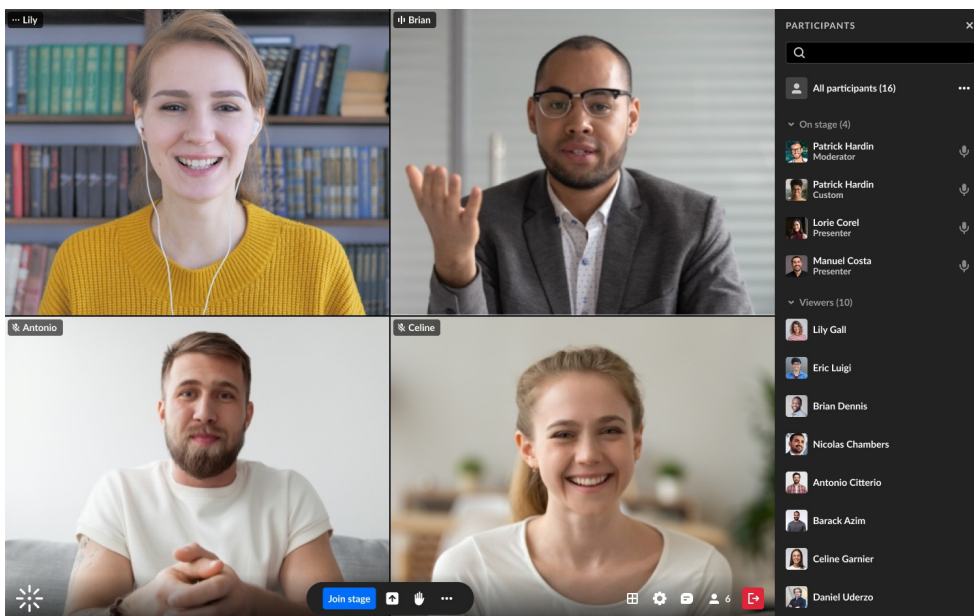 Lily
Brian
Antonio
Celine
Join stage
6
PARTICIPANTS
All participants (16)
On stage (4)
Patrick Hardin
Moderator
Patrick Hardin
Custom
Lorie Corel
Presenter
Manuel Costa
Presenter
Viewers (10)
Lily Gall
Eric Luigi
Brian Dennis
Nicolas Chambers
Antonio Citterio
Barack Azim
Celine Garnier
Daniel Uderzo